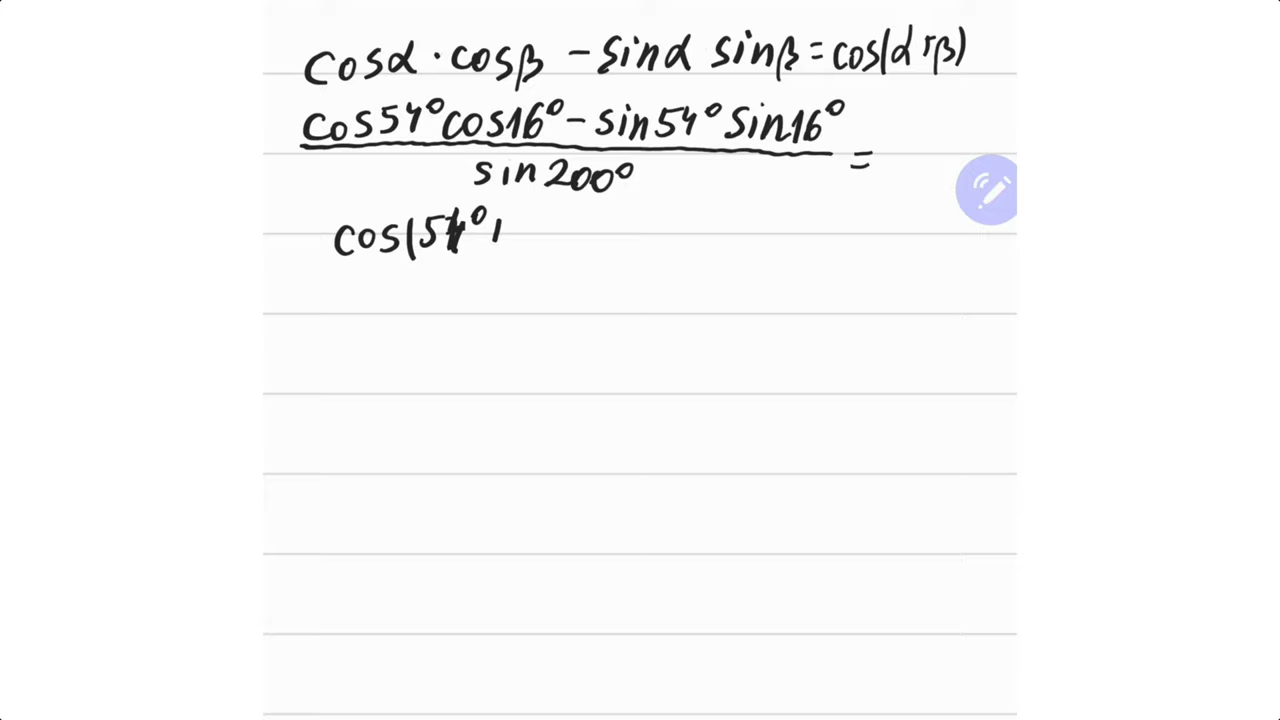 cosα · cosβ - sinα sinβ = cos(α+β)
cos54° cos16° - sin54° sin16°
=
sin200°
cos(54°